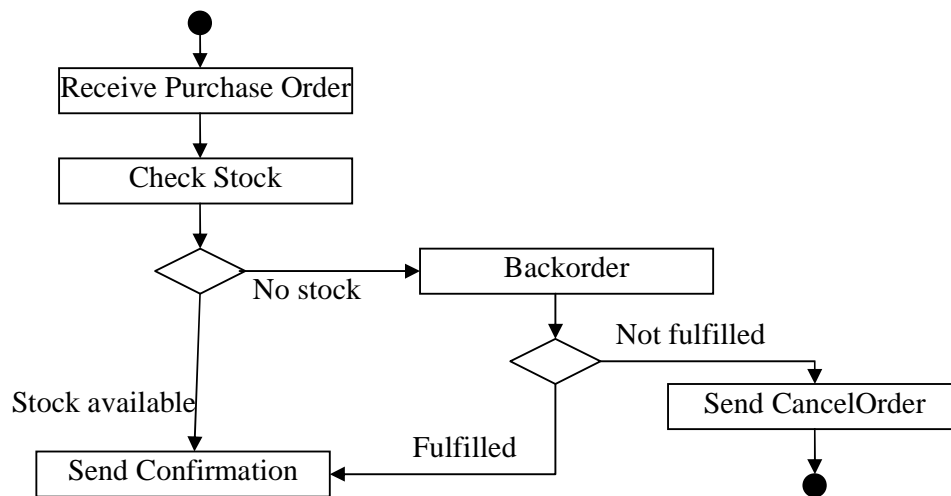 Receive Purchase Order
Check Stock
Backorder
No stock
Not fulfilled
Stock available
Send CancelOrder
Fulfilled
Send Confirmation